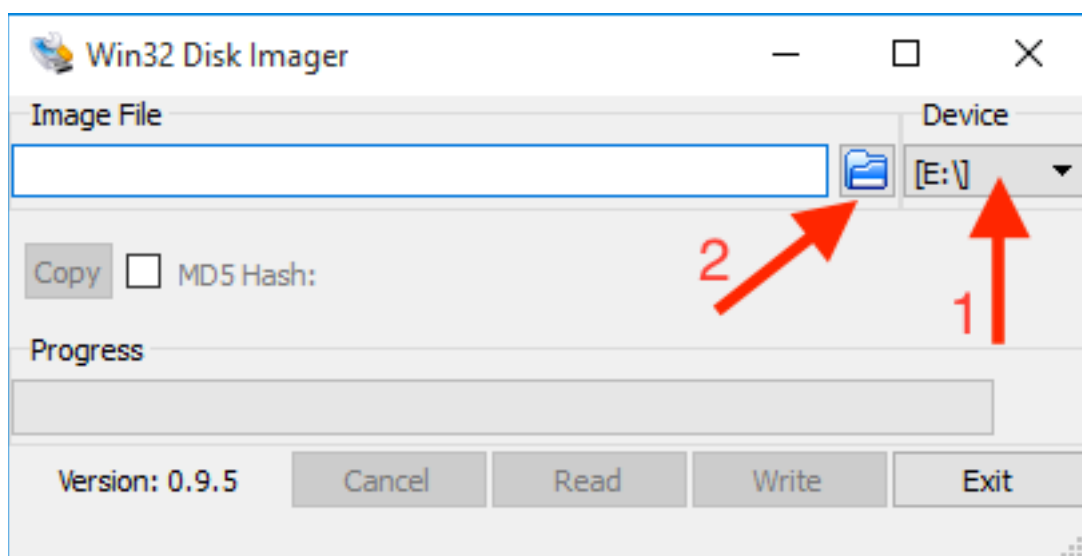 Win32 Disk Imager
Image File
Device
[E:\]
2
1
Copy
MD5 Hash:
Progress
Version: 0.9.5
Cancel
Read
Write
Exit